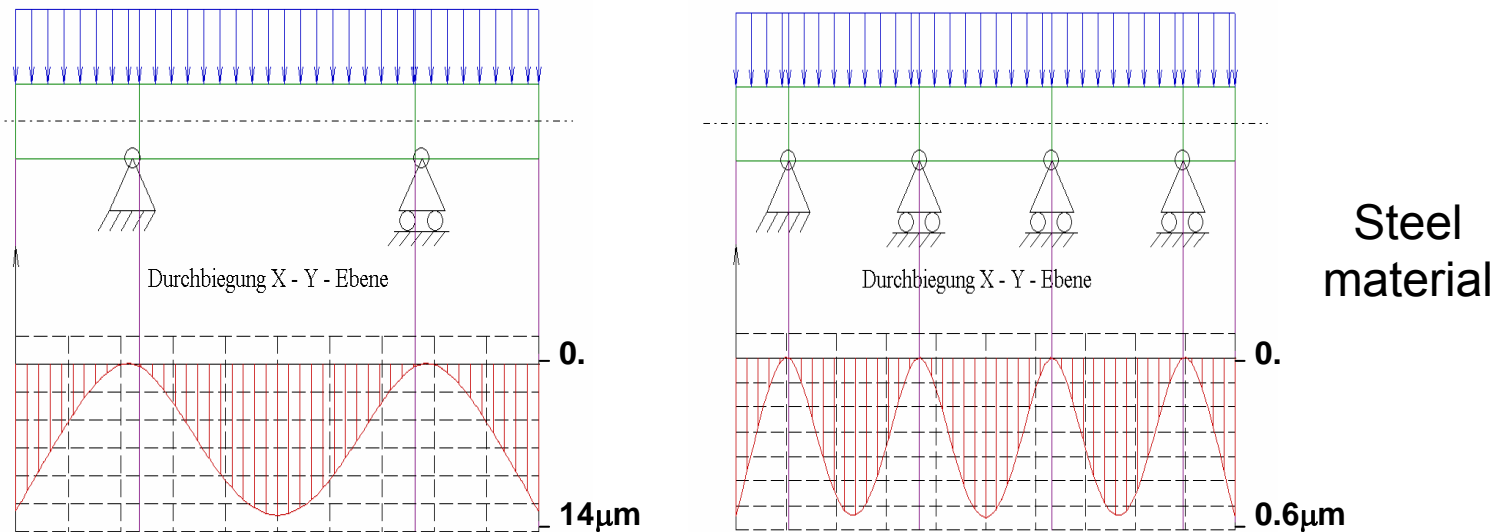 Durchbiegung X - Y - Ebene
0.
14μm
Durchbiegung X - Y - Ebene
0.
0.6μm
Steel
material